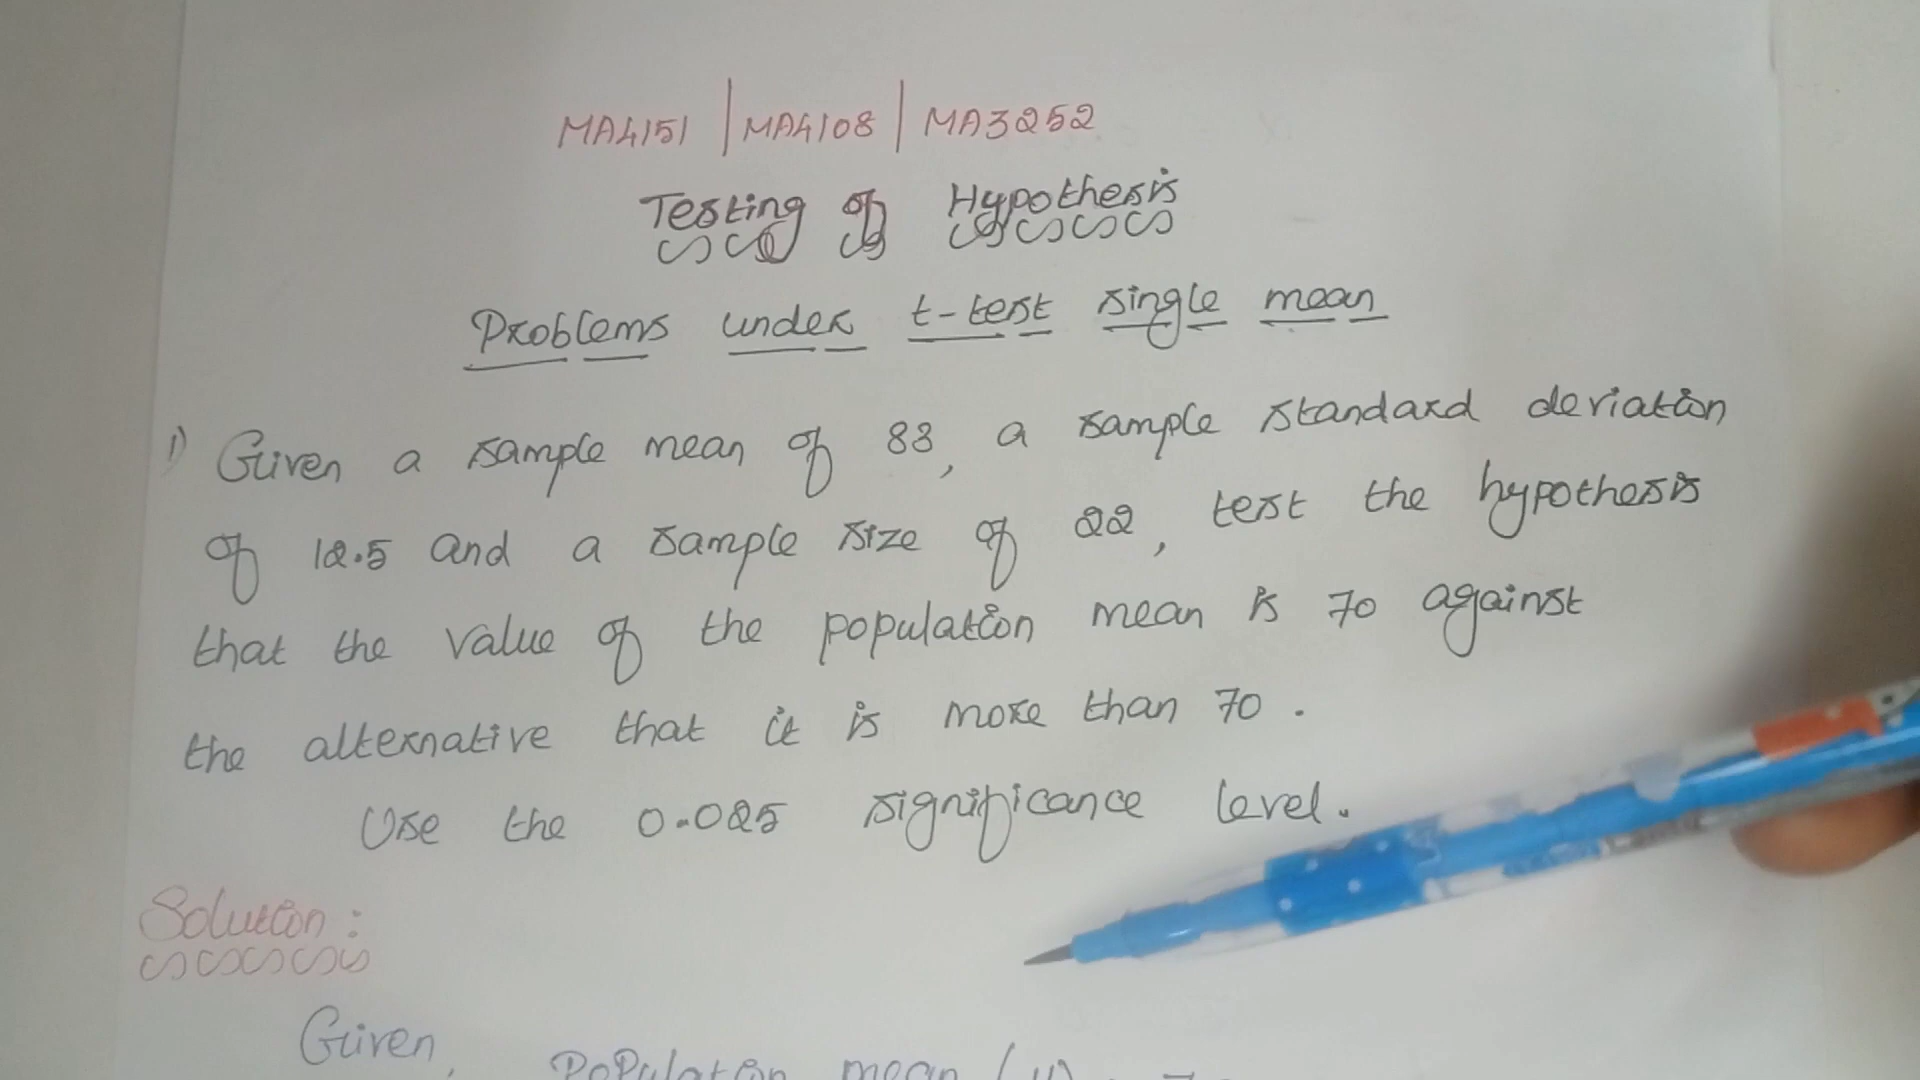 MA4151 | MA4108 | MA3252
Testing of Hypothesis
Problems under t-test single mean
1) Given a sample mean of 83, a sample standard deviation
of 12.5 and a sample size of 22, test the hypothesis
that the value of the population mean is 70 against
the alternative that it is more than 70.
Use the 0.025 significance level.
Solution:
Given,
Population mean (μ)